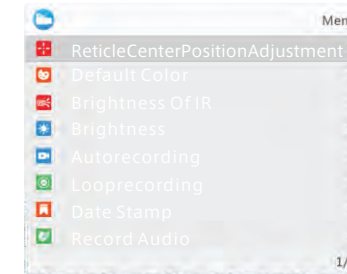 Men
ReticleCenterPositionAdjustment
Default Color
Brightness Of IR
Brightness
Autorecording
Looprecording
Date Stamp
Record Audio
1/